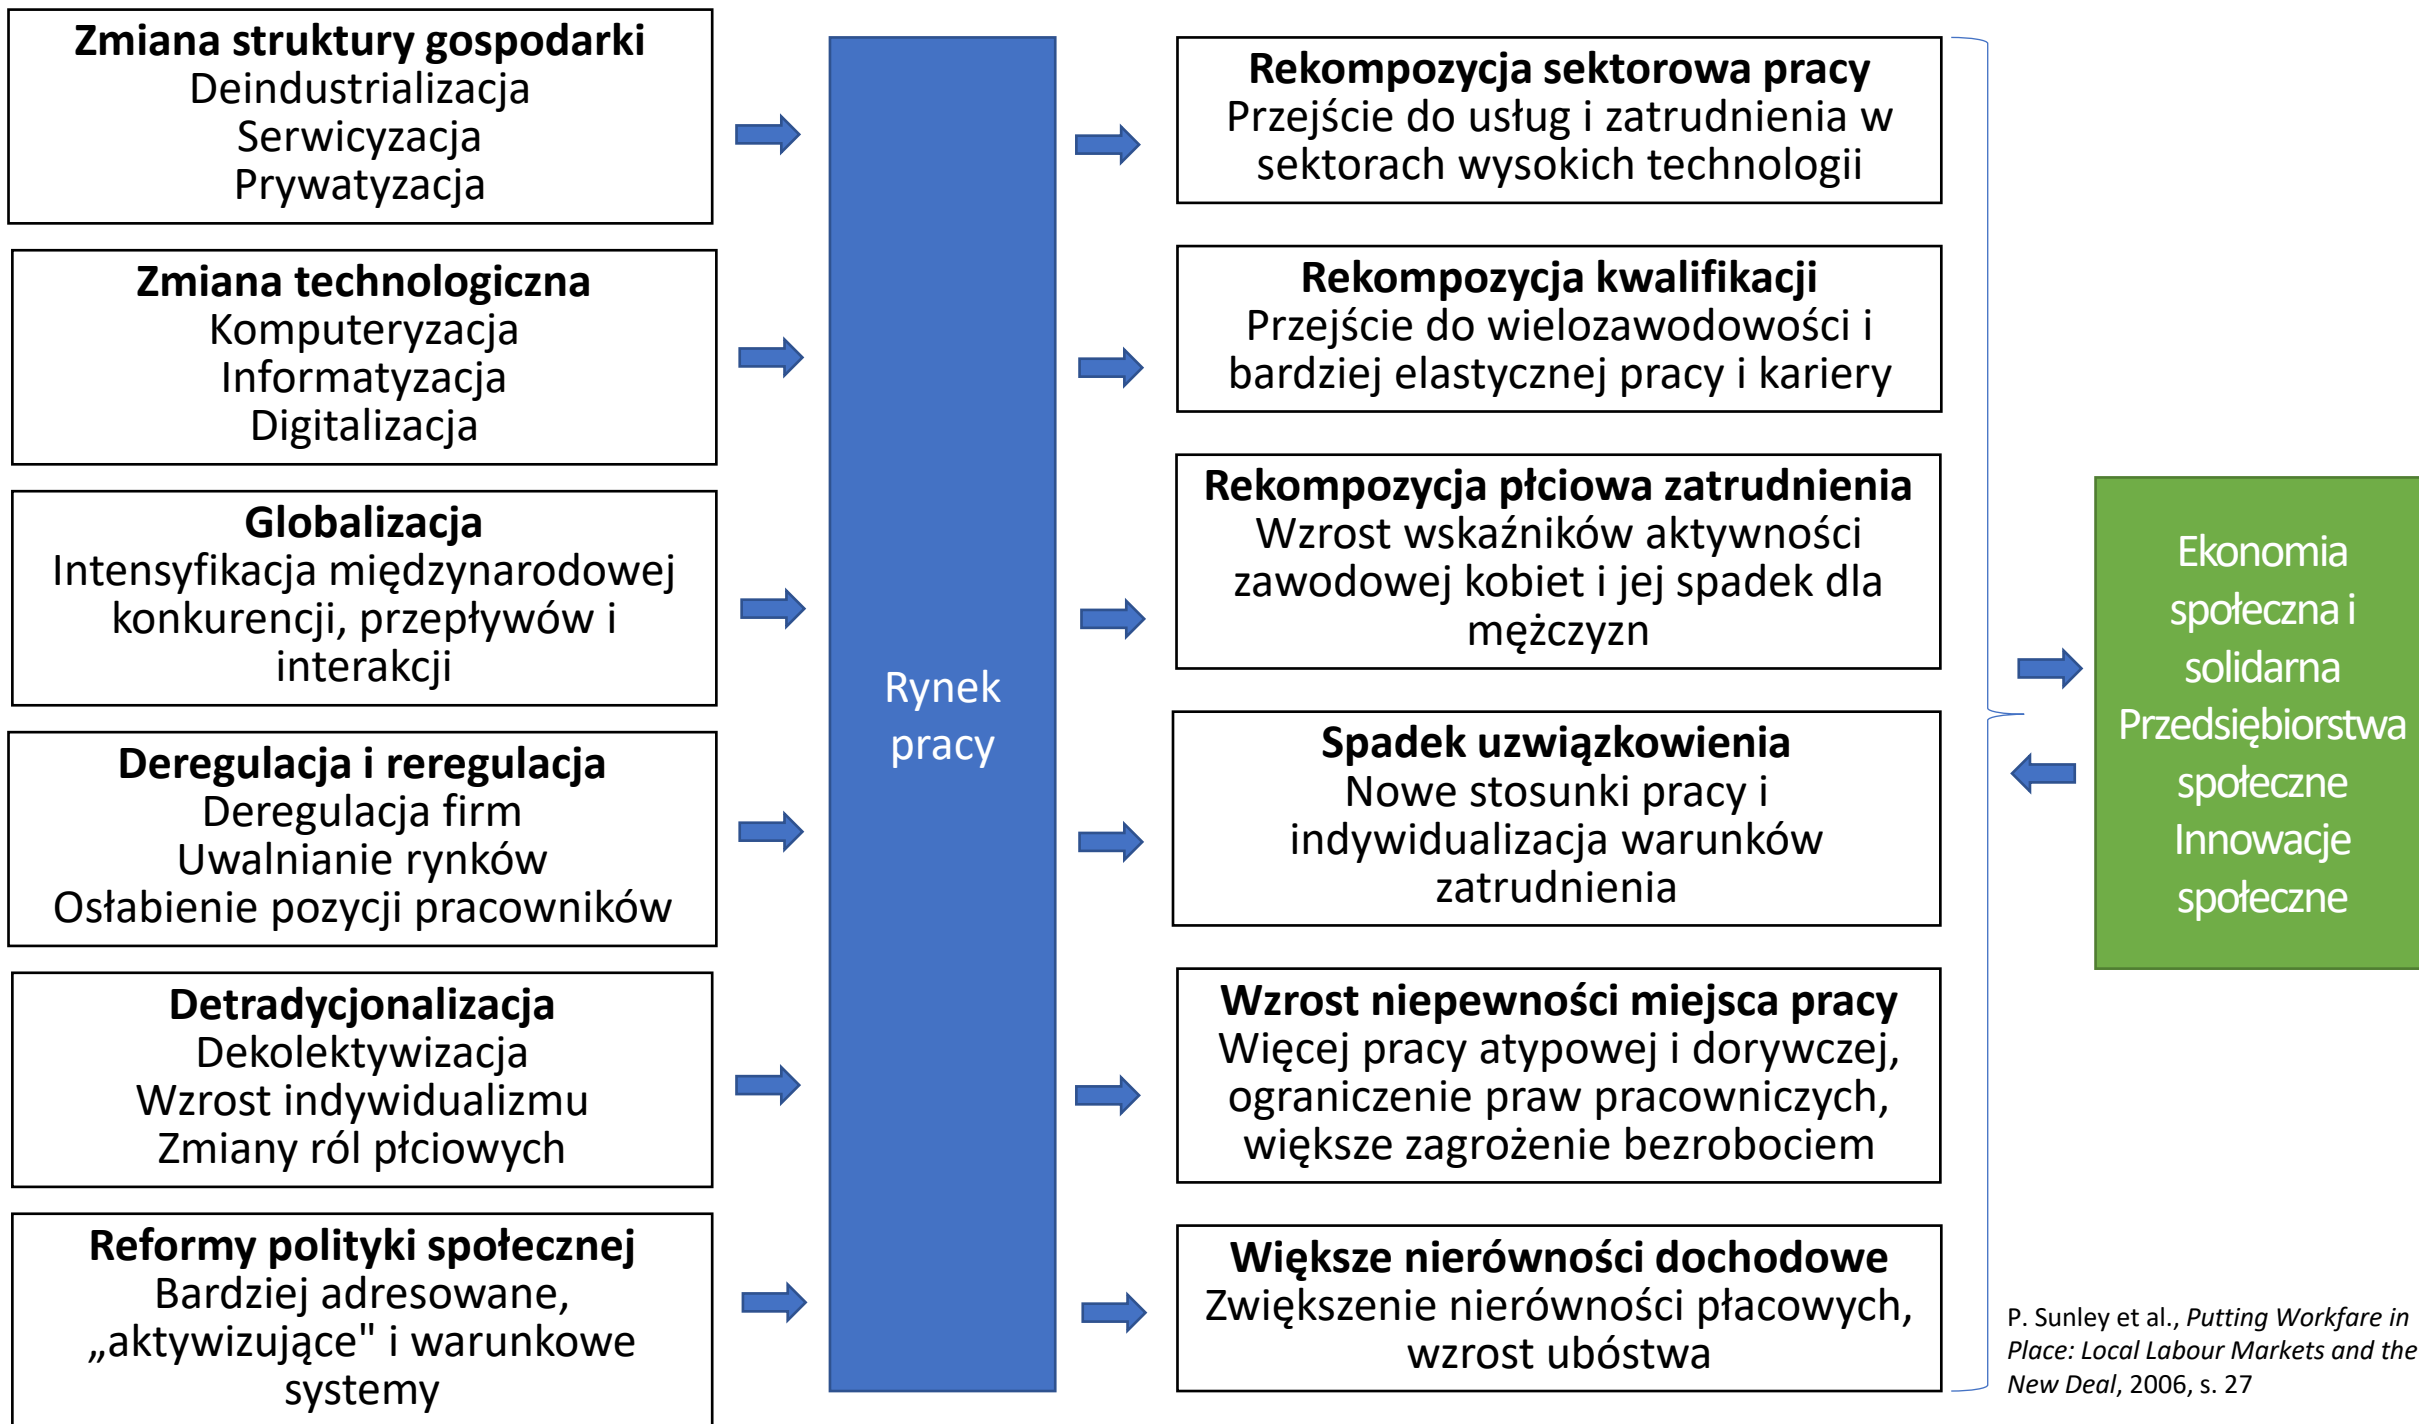 Zmiana struktury gospodarki
Deindustrializacja
Serwicyzacja
Prywatyzacja
Zmiana technologiczna
Komputeryzacja
Informatyzacja
Digitalizacja
Globalizacja
Intensyfikacja międzynarodowej
konkurencji, przepływów i
interakcji
Deregulacja i reregulacja
Deregulacja firm
Uwalnianie rynków
Osłabienie pozycji pracowników
Detradycjonalizacja
Dekolektywizacja
Wzrost indywidualizmu
Zmiany ról płciowych
Reformy polityki społecznej
Bardziej adresowane,
„aktywizujące" i warunkowe
systemy
Rynek
pracy
Rekompozycja sektorowa pracy
Przejście do usług i zatrudnienia w
sektorach wysokich technologii
Rekompozycja kwalifikacji
Przejście do wielozawodowości i
bardziej elastycznej pracy i kariery
Rekompozycja płciowa zatrudnienia
Wzrost wskaźników aktywności
zawodowej kobiet i jej spadek dla
mężczyzn
Spadek uzwiązkowienia
Nowe stosunki pracy i
indywidualizacja warunków
zatrudnienia
Wzrost niepewności miejsca pracy
Więcej pracy atypowej i dorywczej,
ograniczenie praw pracowniczych,
większe zagrożenie bezrobociem
Większe nierówności dochodowe
Zwiększenie nierówności płacowych,
wzrost ubóstwa
Ekonomia
społeczna i
solidarna
Przedsiębiorstwa
społeczne
Innowacje
społeczne
P. Sunley et al., Putting Workfare in
Place: Local Labour Markets and the
New Deal, 2006, s. 27